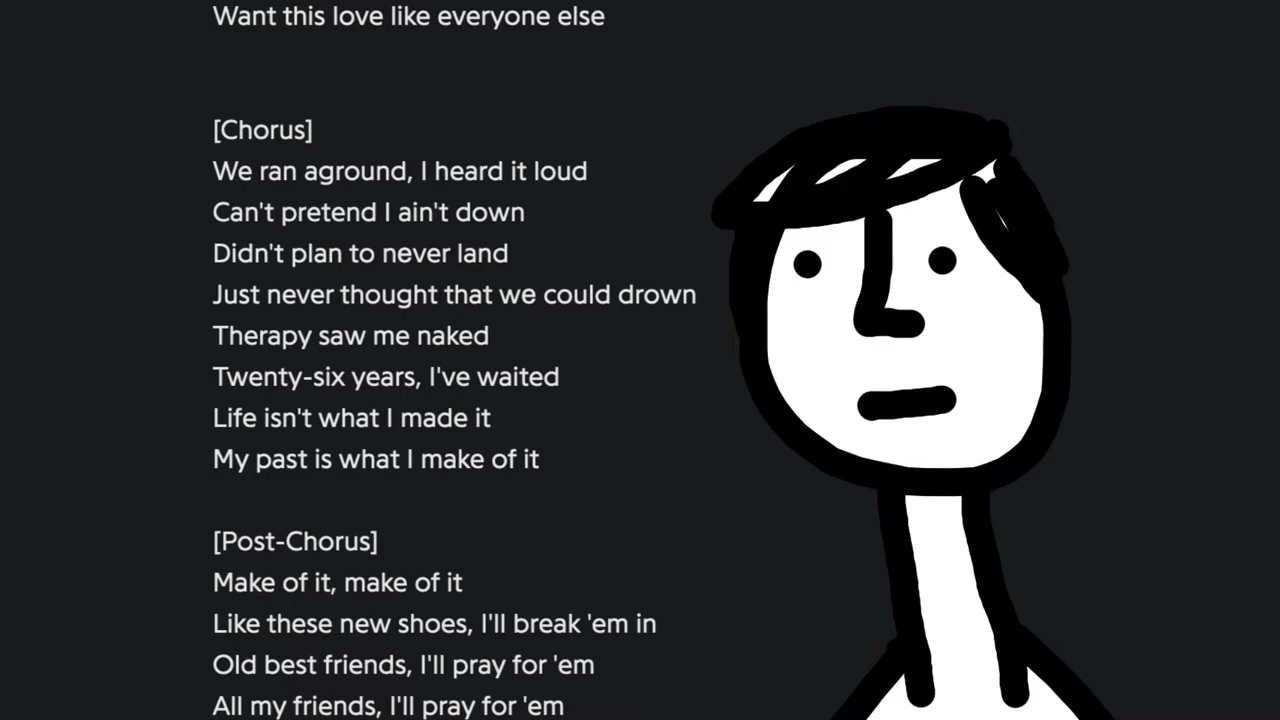 Want this love like everyone else
[Chorus]
We ran aground, I heard it loud
Can't pretend I ain't down
Didn't plan to never land
Just never thought that we could drown
Therapy saw me naked
Twenty-six years, I've waited
Life isn't what I made it
My past is what I make of it
[Post-Chorus]
Make of it, make of it
Like these new shoes, I'll break 'em in
Old best friends, I'll pray for 'em
All my friends, I'll pray for 'em